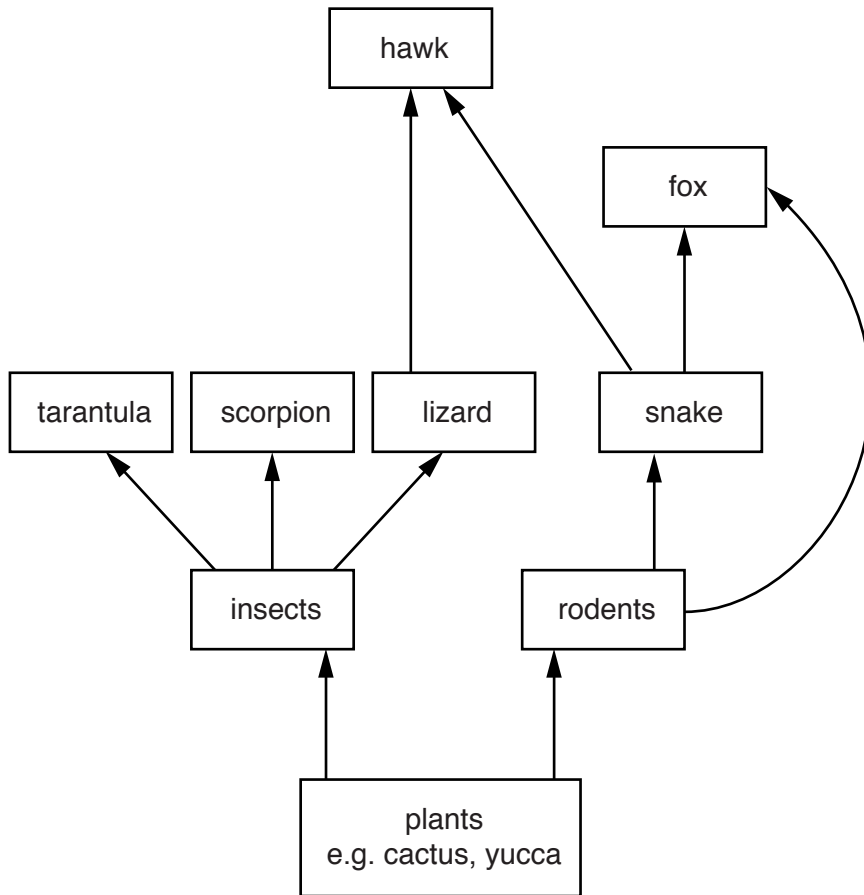 hawk
fox
tarantula
scorpion
lizard
snake
insects
rodents
plants
e.g. cactus, yucca